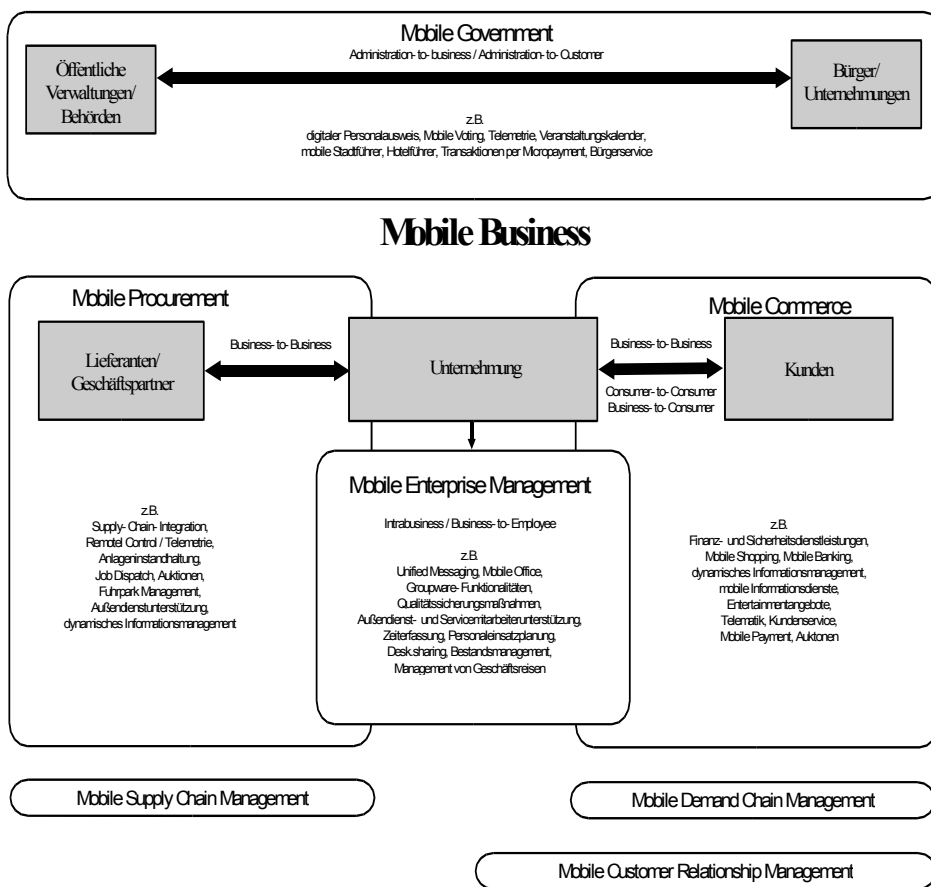 Mobile Government
Administration- to- business / Administration- to- Customer
Öffentliche
Verwaltungen/
Behörden
Bürger/
Unternehmungen
z.B.
digitaler Personalausweis, Mobile Voting, Telemetrie, Veranstaltungskalender,
mobile Stadtführer, Hotelführer, Transaktionen per Micropayment, Bürgerservice
Mobile Business
Mobile Procurement
Lieferanten/
Geschäftspartner
Business- to- Business
Unternehmung
Mobile Commerce
Business- to- Business
Consumer- to- Consumer
Business- to- Consumer
Kunden
z.B.
Supply- Chain- Integration,
Remotel Control / Telemetrie,
Anlageninstandhaltung,
Job Dispatch, Auktionen,
Fuhrpark Management,
Außendienstunterstützung,
dynamisches Informationsmanagement
Mobile Enterprise Management
Intrabusiness / Business- to- Employee
z.B.
Unified Messaging, Mobile Office,
Groupware- Funktionalitäten,
Qualitätssicherungsmaßnahmen,
Außendienst- und Servicemitarbeiterunterstützung,
Zeiterfassung, Personaleinsatzplanung,
Desk.sharing, Bestandsmanagement,
Management von Geschäftsreisen
z.B.
Finanz- und Sicherheitsdienstleistungen,
Mobile Shopping, Mobile Banking,
dynamisches Informationsmanagement,
mobile Informationsdienste,
Entertainmentangebote,
Telematik, Kundenservice,
Mobile Payment, Auktonen
Mobile Supply Chain Management
Mobile Demand Chain Management
Mobile Customer Relationship Management